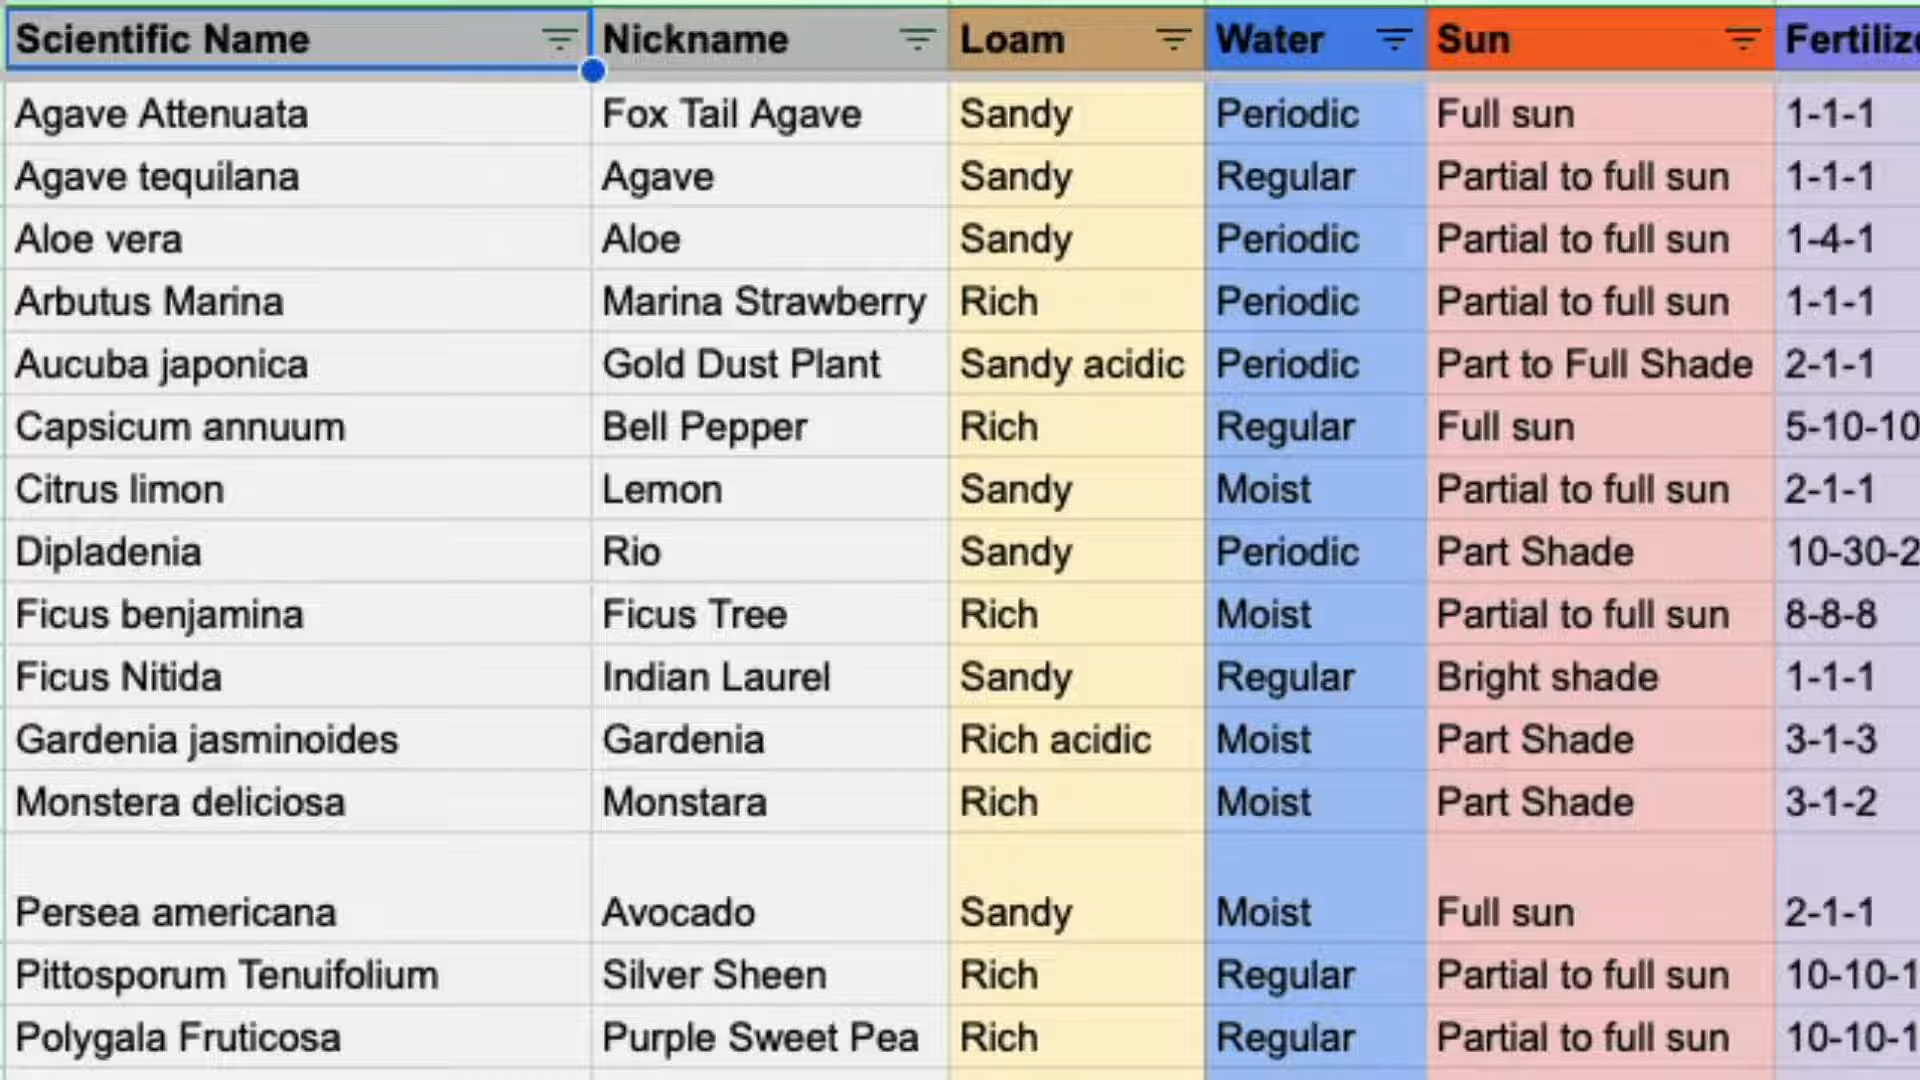 Scientific Name Nickname Loam Water Sun Fertilize
Agave Attenuata Fox Tail Agave Sandy Periodic Full sun 1-1-1
Agave tequilana Agave Sandy Regular Partial to full sun 1-1-1
Aloe vera Aloe Sandy Periodic Partial to full sun 1-4-1
Arbutus Marina Marina Strawberry Rich Periodic Partial to full sun 1-1-1
Aucuba japonica Gold Dust Plant Sandy acidic Periodic Part to Full Shade 2-1-1
Capsicum annuum Bell Pepper Rich Regular Full sun 5-10-10
Citrus limon Lemon Sandy Moist Partial to full sun 2-1-1
Dipladenia Rio Sandy Periodic Part Shade 10-30-2
Ficus benjamina Ficus Tree Rich Moist Partial to full sun 8-8-8
Ficus Nitida Indian Laurel Sandy Regular Bright shade 1-1-1
Gardenia jasminoides Gardenia Rich acidic Moist Part Shade 3-1-3
Monstera deliciosa Monstara Rich Moist Part Shade 3-1-2
Persea americana Avocado Sandy Moist Full sun 2-1-1
Pittosporum Tenuifolium Silver Sheen Rich Regular Partial to full sun 10-10-1
Polygala Fruticosa Purple Sweet Pea Rich Regular Partial to full sun 10-10-1